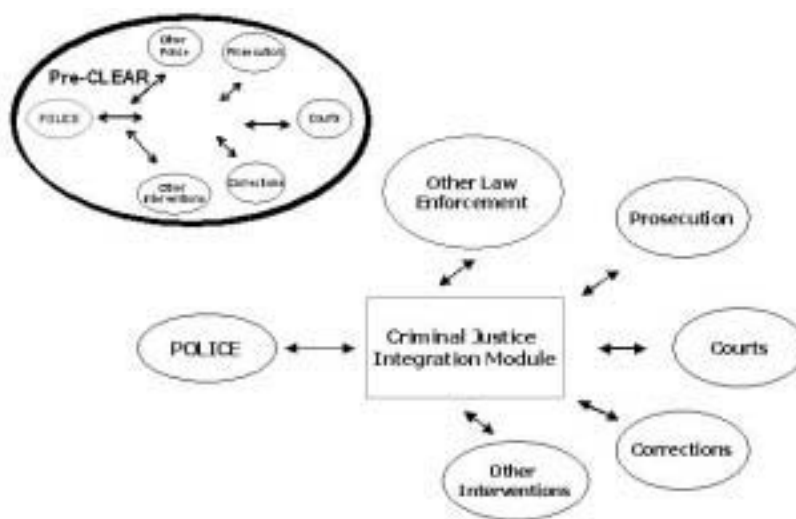 Other
Police
Prosecution
Pre-CLEAR
POLICE
Courts
Other
Interventions
Corrections
Other Law
Enforcement
Prosecution
POLICE
Criminal Justice
Integration Module
Courts
Corrections
Other
Interventions